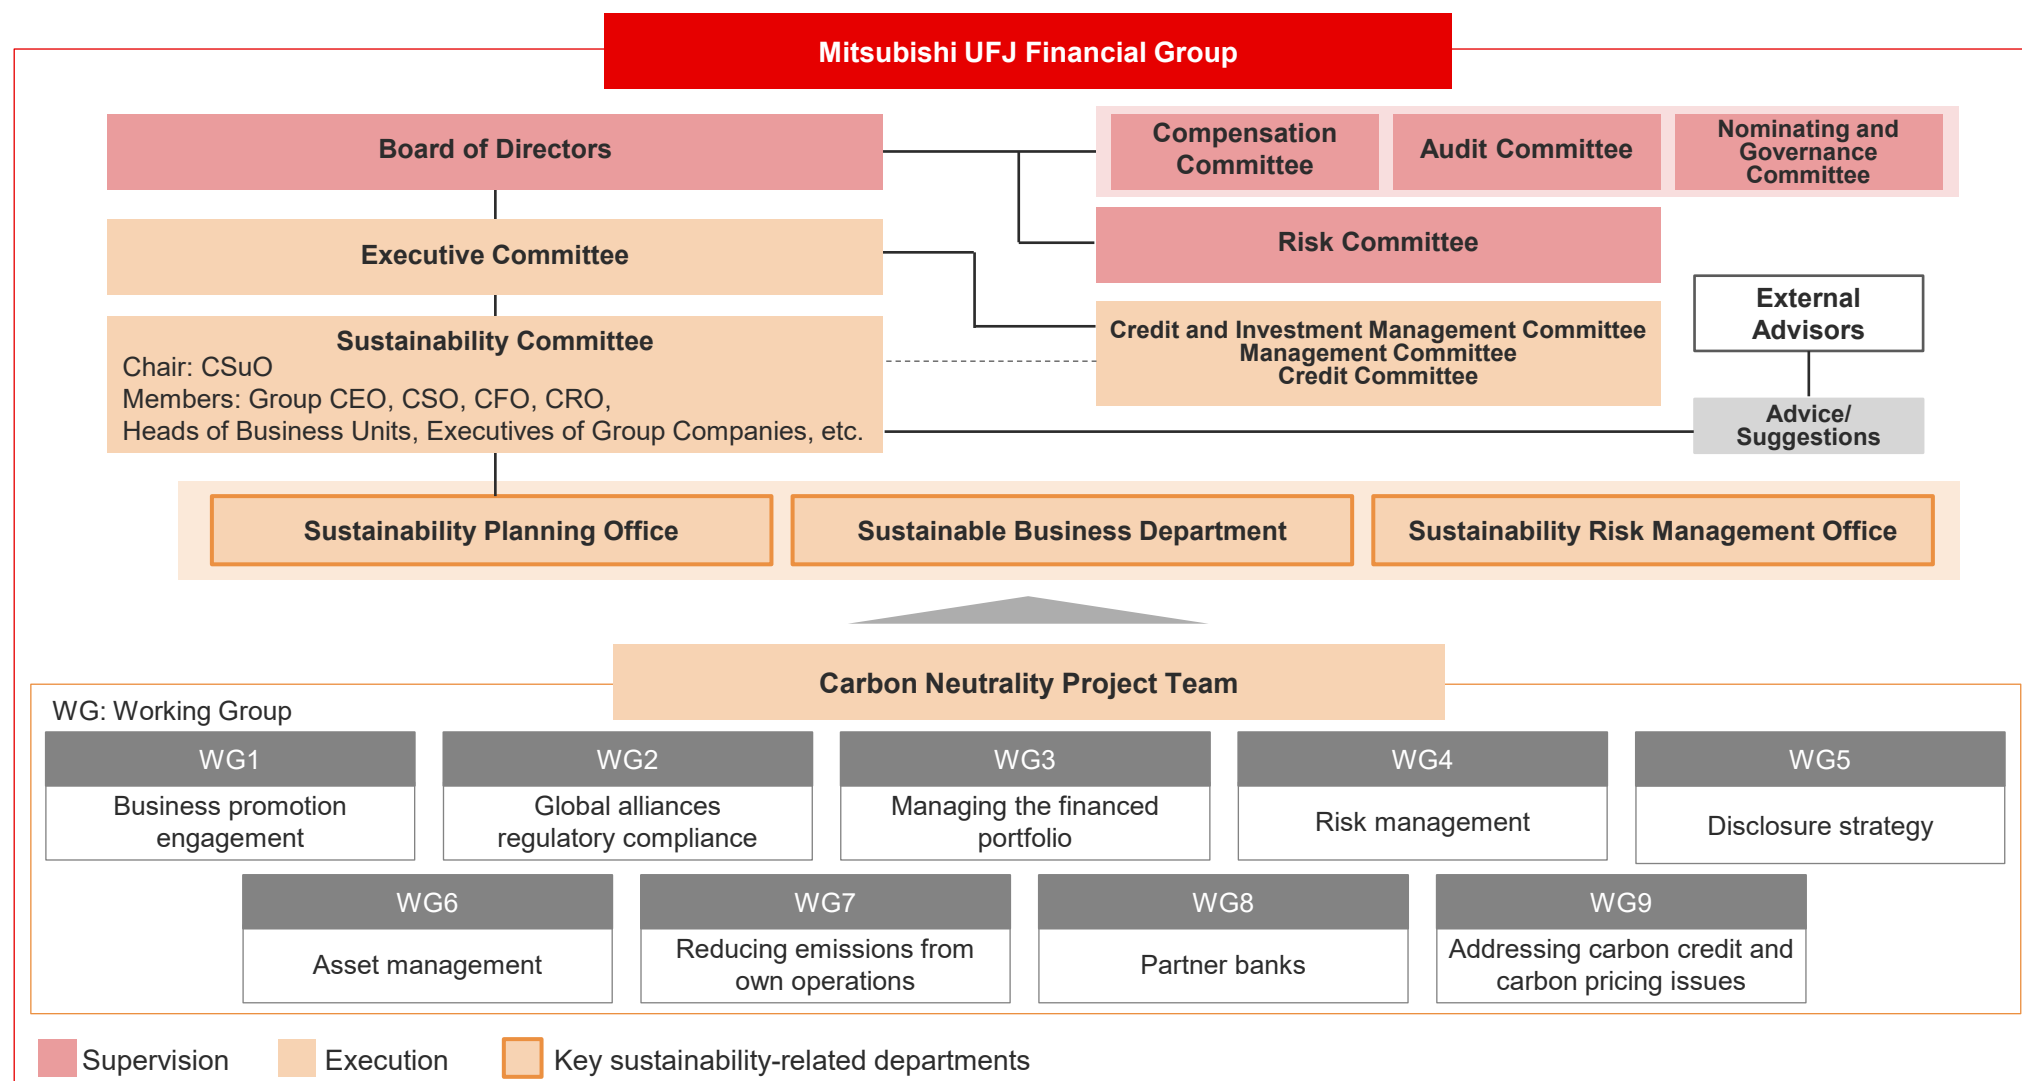 Mitsubishi UFJ Financial Group
Board of Directors
Compensation
Committee
Audit Committee
Nominating and
Governance
Committee
Executive Committee
Risk Committee
Sustainability Committee
Chair: CSuO
Members: Group CEO, CSO, CFO, CRO,
Heads of Business Units, Executives of Group Companies, etc.
Credit and Investment Management Committee
Management Committee
Credit Committee
External
Advisors
Advice/
Suggestions
Sustainability Planning Office
Sustainable Business Department
Sustainability Risk Management Office
Carbon Neutrality Project Team
WG: Working Group
WG1
Business promotion
engagement
WG2
Global alliances
regulatory compliance
WG3
Managing the financed
portfolio
WG4
Risk management
WG5
Disclosure strategy
WG6
Asset management
WG7
Reducing emissions from
own operations
WG8
Partner banks
WG9
Addressing carbon credit and
carbon pricing issues
Supervision
Execution
Key sustainability-related departments